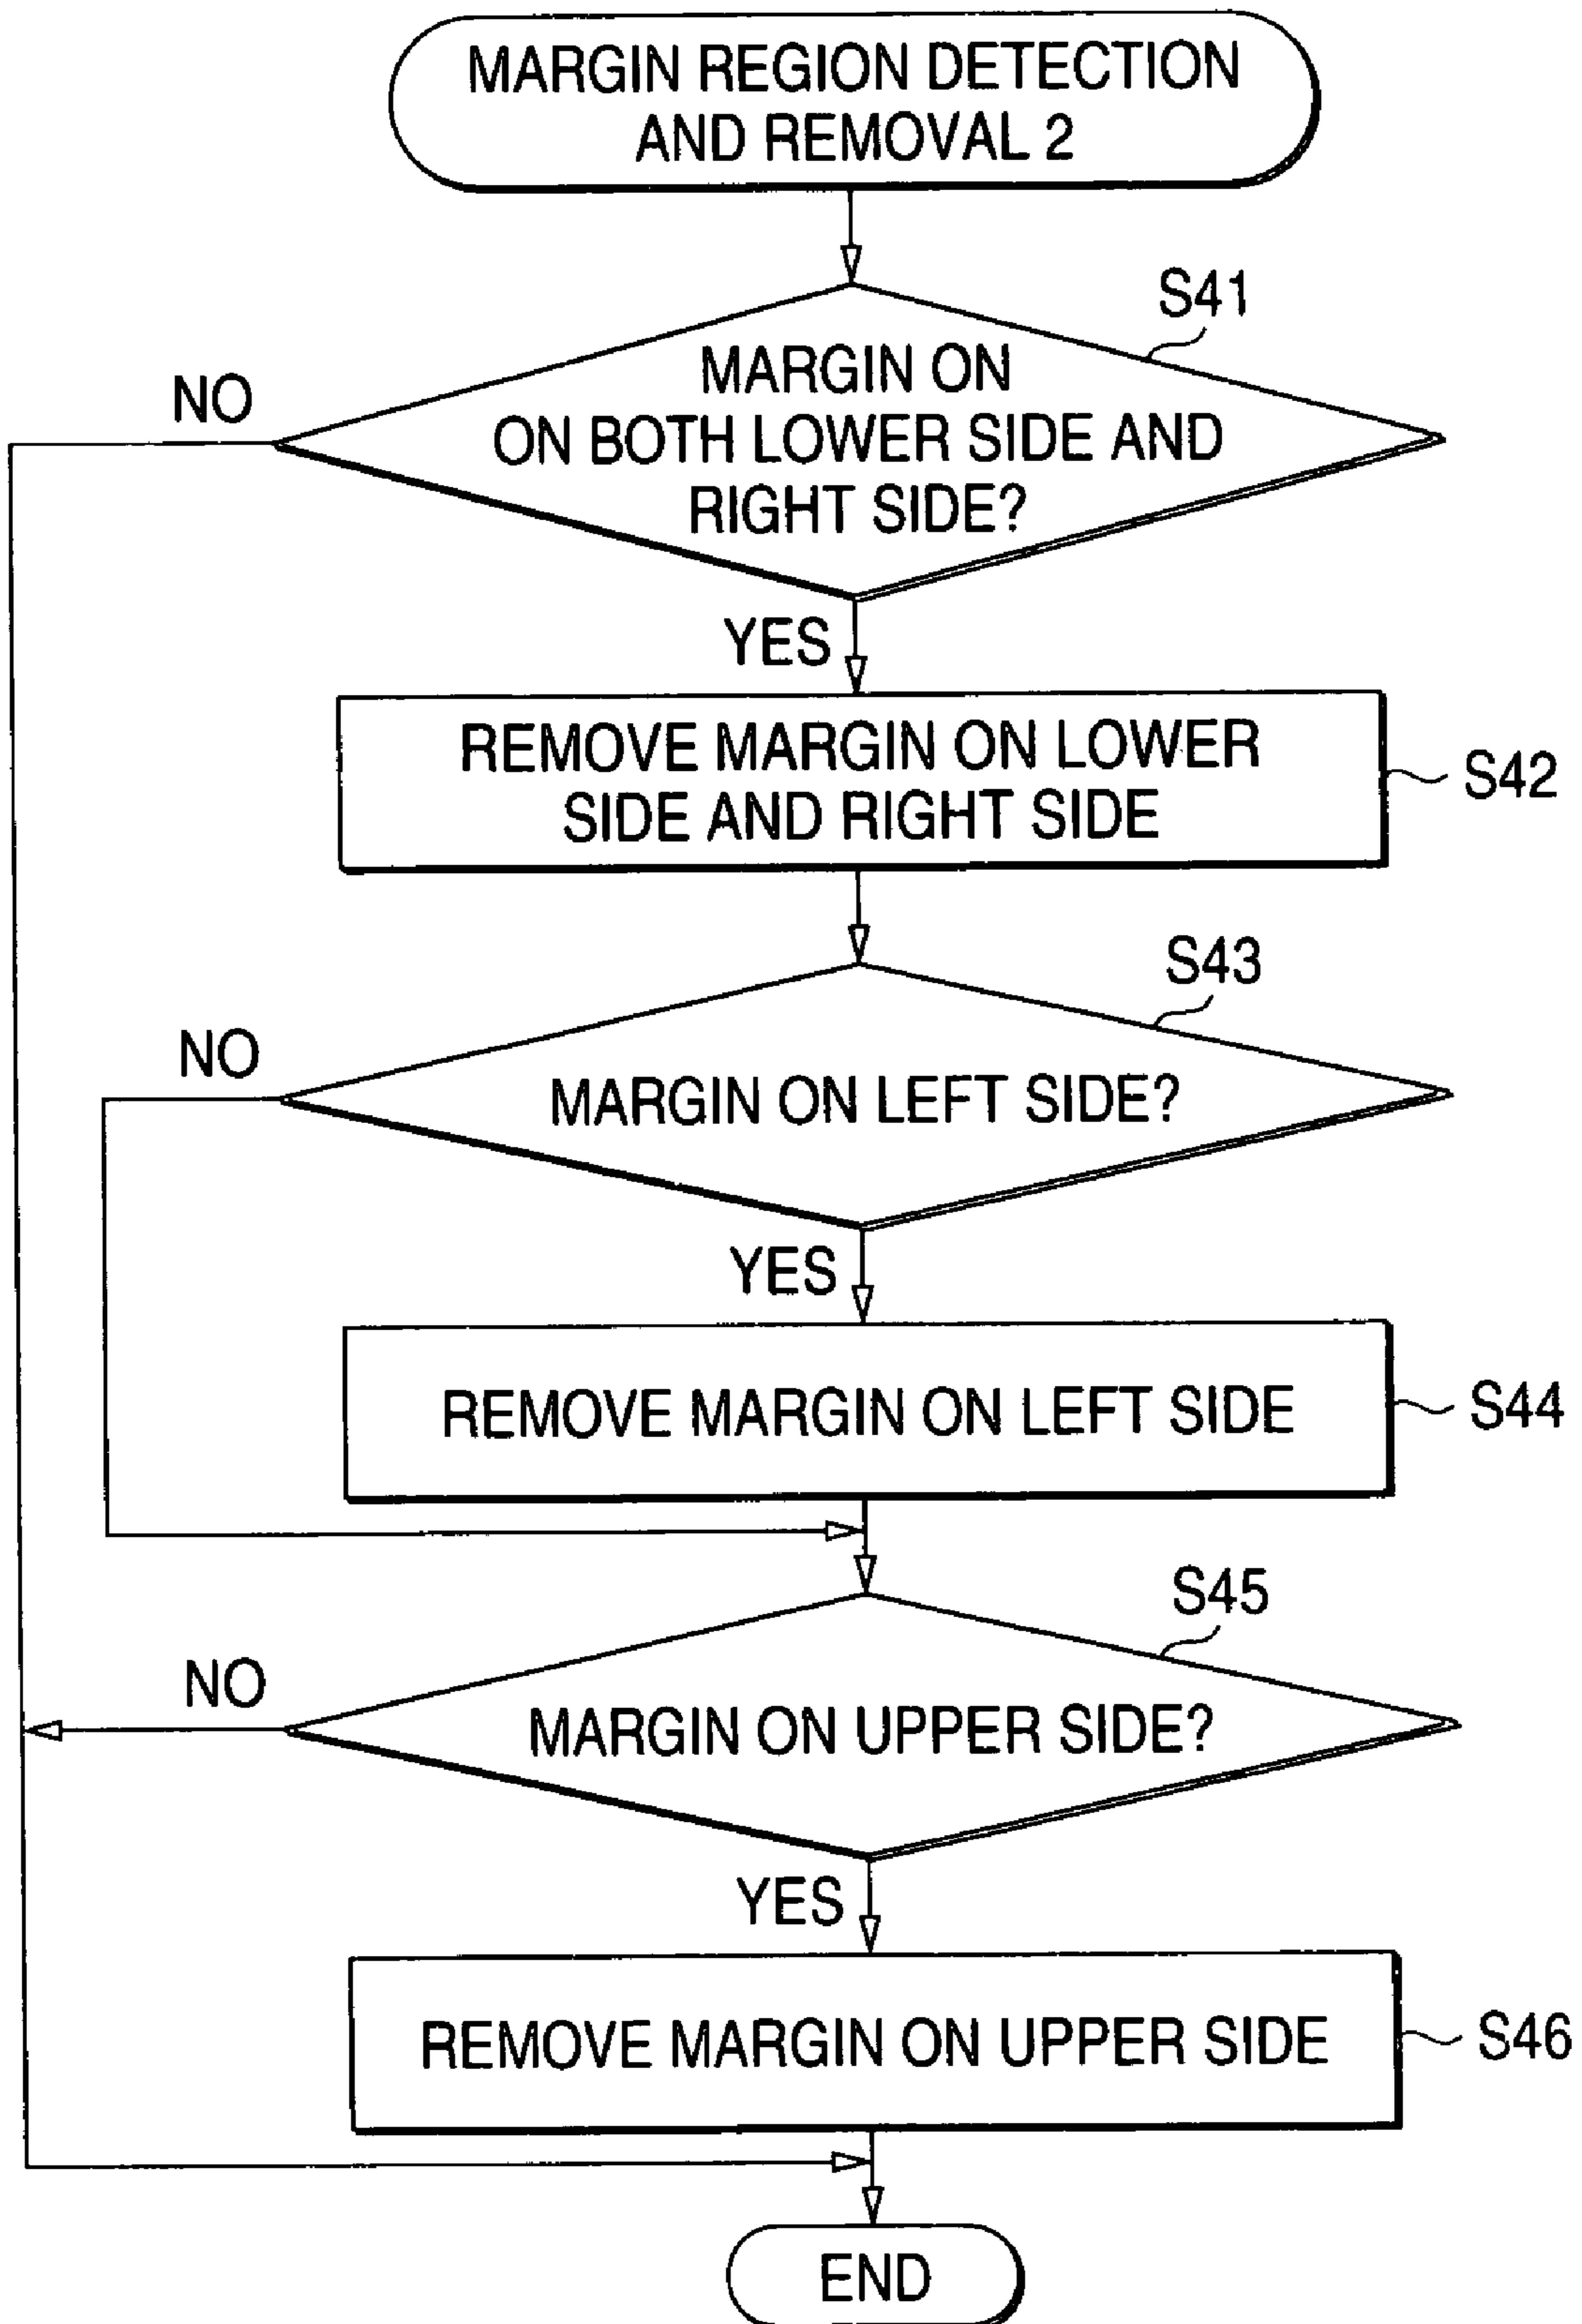 MARGIN REGION DETECTION
AND REMOVAL 2
S41
MARGIN ON
ON BOTH LOWER SIDE AND
RIGHT SIDE?
NO
YES
REMOVE MARGIN ON LOWER
SIDE AND RIGHT SIDE
S42
S43
NO
MARGIN ON LEFT SIDE?
YES
REMOVE MARGIN ON LEFT SIDE
S44
S45
NO
MARGIN ON UPPER SIDE?
YES
REMOVE MARGIN ON UPPER SIDE
S46
END